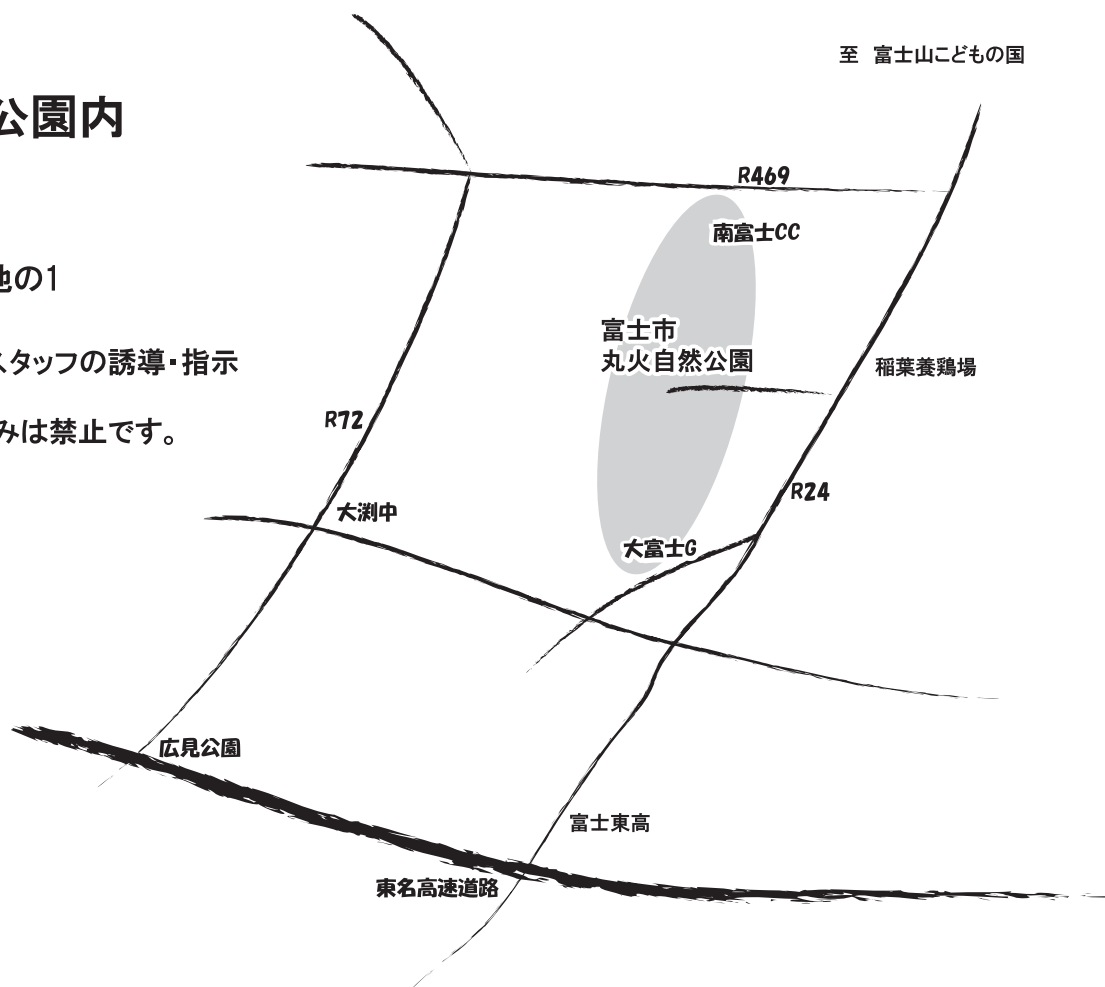 至 富士山こどもの国
公園内
R469
南富士CC
地の1
富士市
丸火自然公園
スタッフの誘導・指示
稲葉養鶏場
R72
みは禁止です。
R24
大渕中
大富士G
広見公園
富士東高
東名高速道路